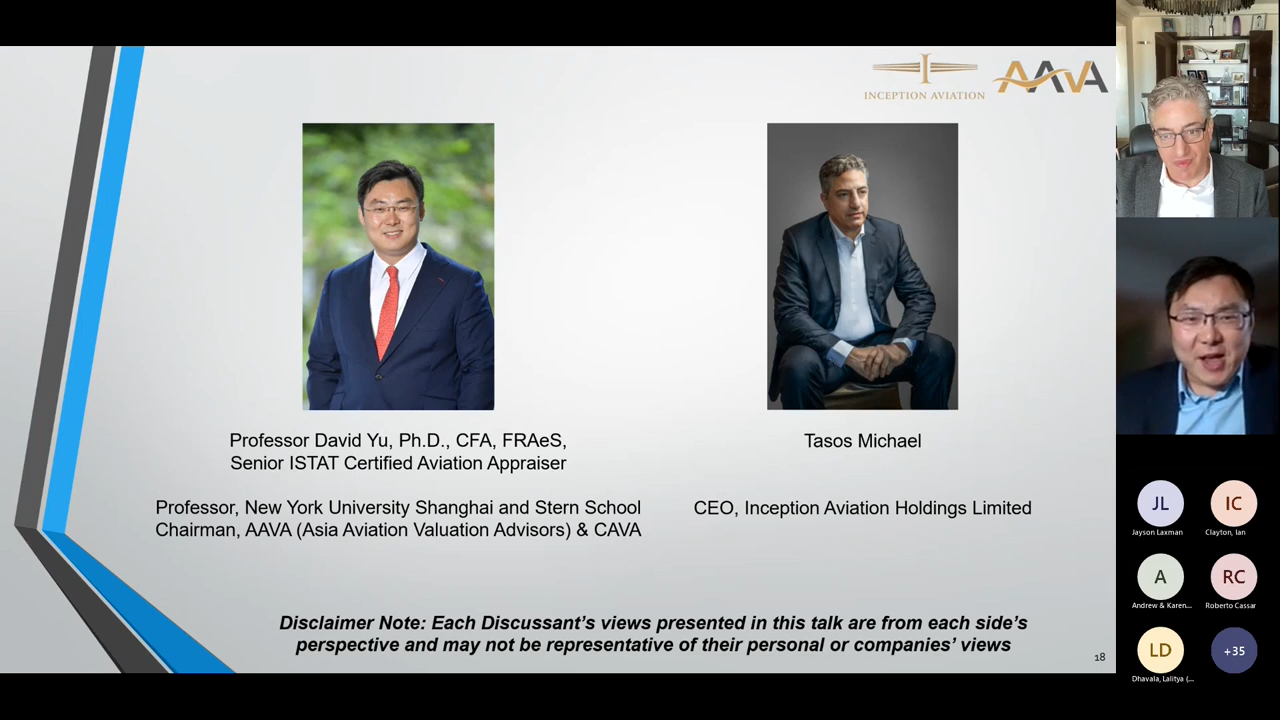 INCEPTION AVIATION
AAVA
Professor David Yu, Ph.D., CFA, FRAeS,
Senior ISTAT Certified Aviation Appraiser
Professor, New York University Shanghai and Stern School
Chairman, AAVA (Asia Aviation Valuation Advisors) & CAVA
Tasos Michael
CEO, Inception Aviation Holdings Limited
Disclaimer Note: Each Discussant's views presented in this talk are from each side's
perspective and may not be representative of their personal or companies' views
18
JL
Jayson Laxman
IC
Clayton, Ian
A
Andrew & Karen...
RC
Roberto Cassar
LD
Dhavala, Lalitya (...
+35